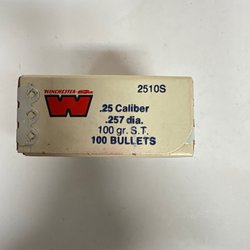 2510S
WINCHESTER
W
.25 Caliber
.257 dia.
100 gr. S.T.
100 BULLETS